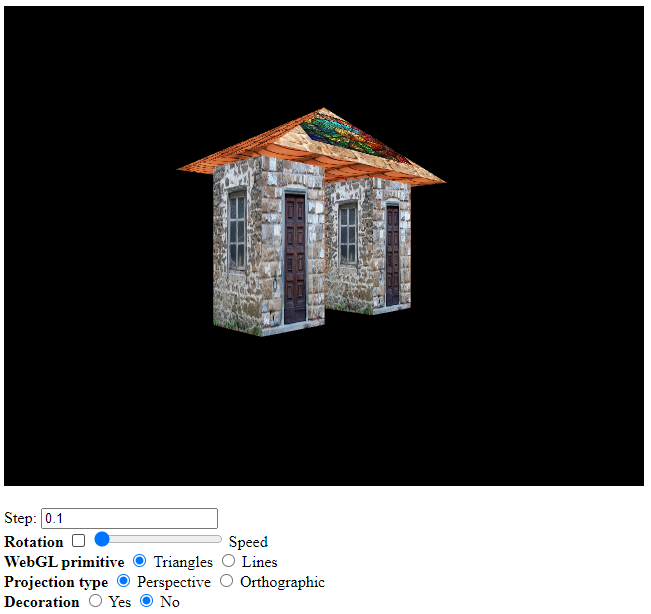 Step: 0.1
Rotation Speed
WebGL primitive Triangles Lines
Projection type Perspective Orthographic
Decoration Yes No